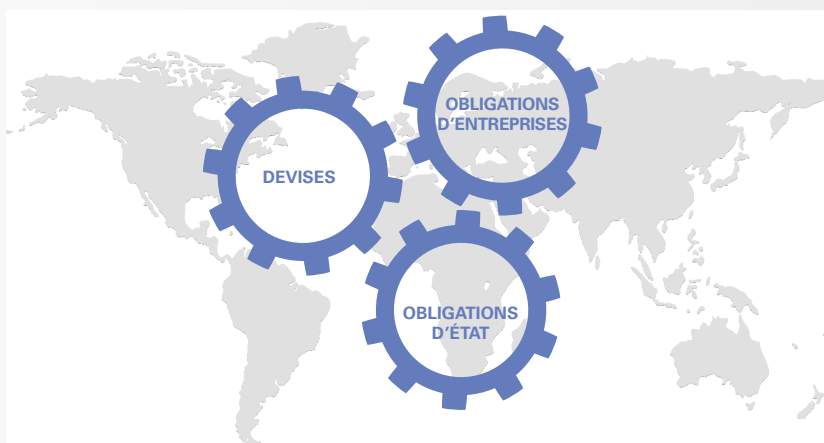 OBLIGATIONS
D'ENTREPRISES
DEVISES
OBLIGATIONS
D'ÉTAT